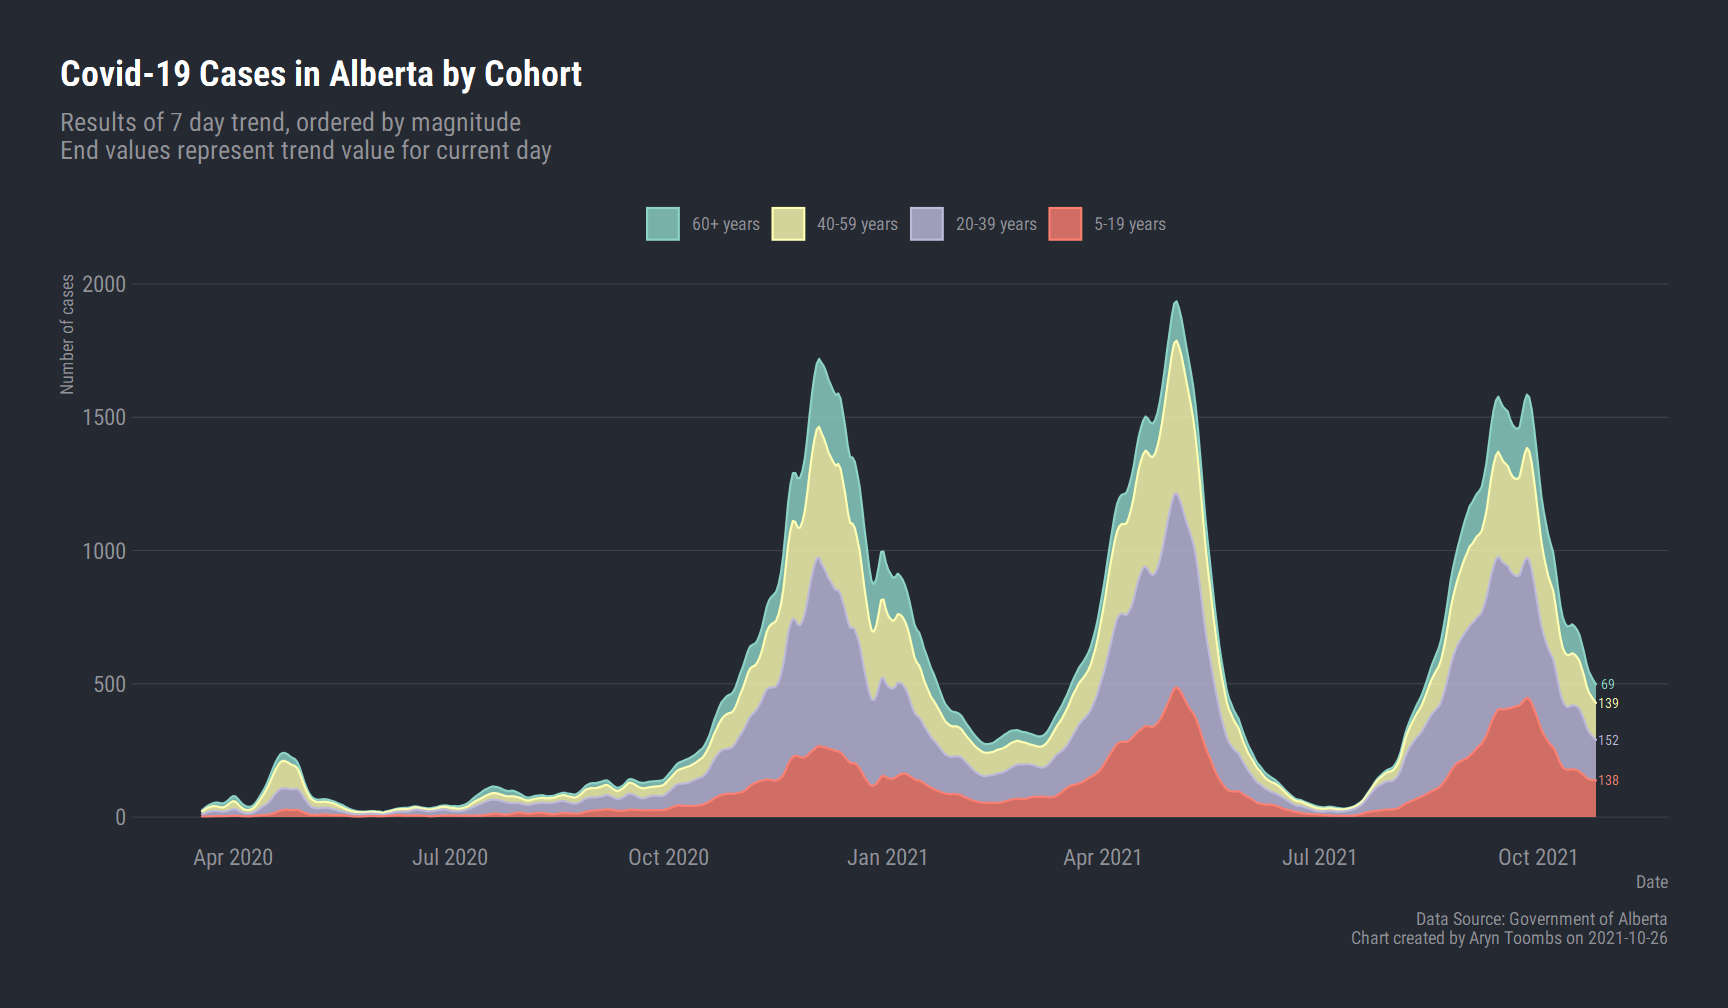 Covid-19 Cases in Alberta by Cohort
Results of 7 day trend, ordered by magnitude
End values represent trend value for current day
60+ years
40-59 years
20-39 years
5-19 years
Number of cases
2000
1500
1000
500
0
69
139
152
138
Apr 2020
Jul 2020
Oct 2020
Jan 2021
Apr 2021
Jul 2021
Oct 2021
Date
Data Source: Government of Alberta
Chart created by Aryn Toombs on 2021-10-26